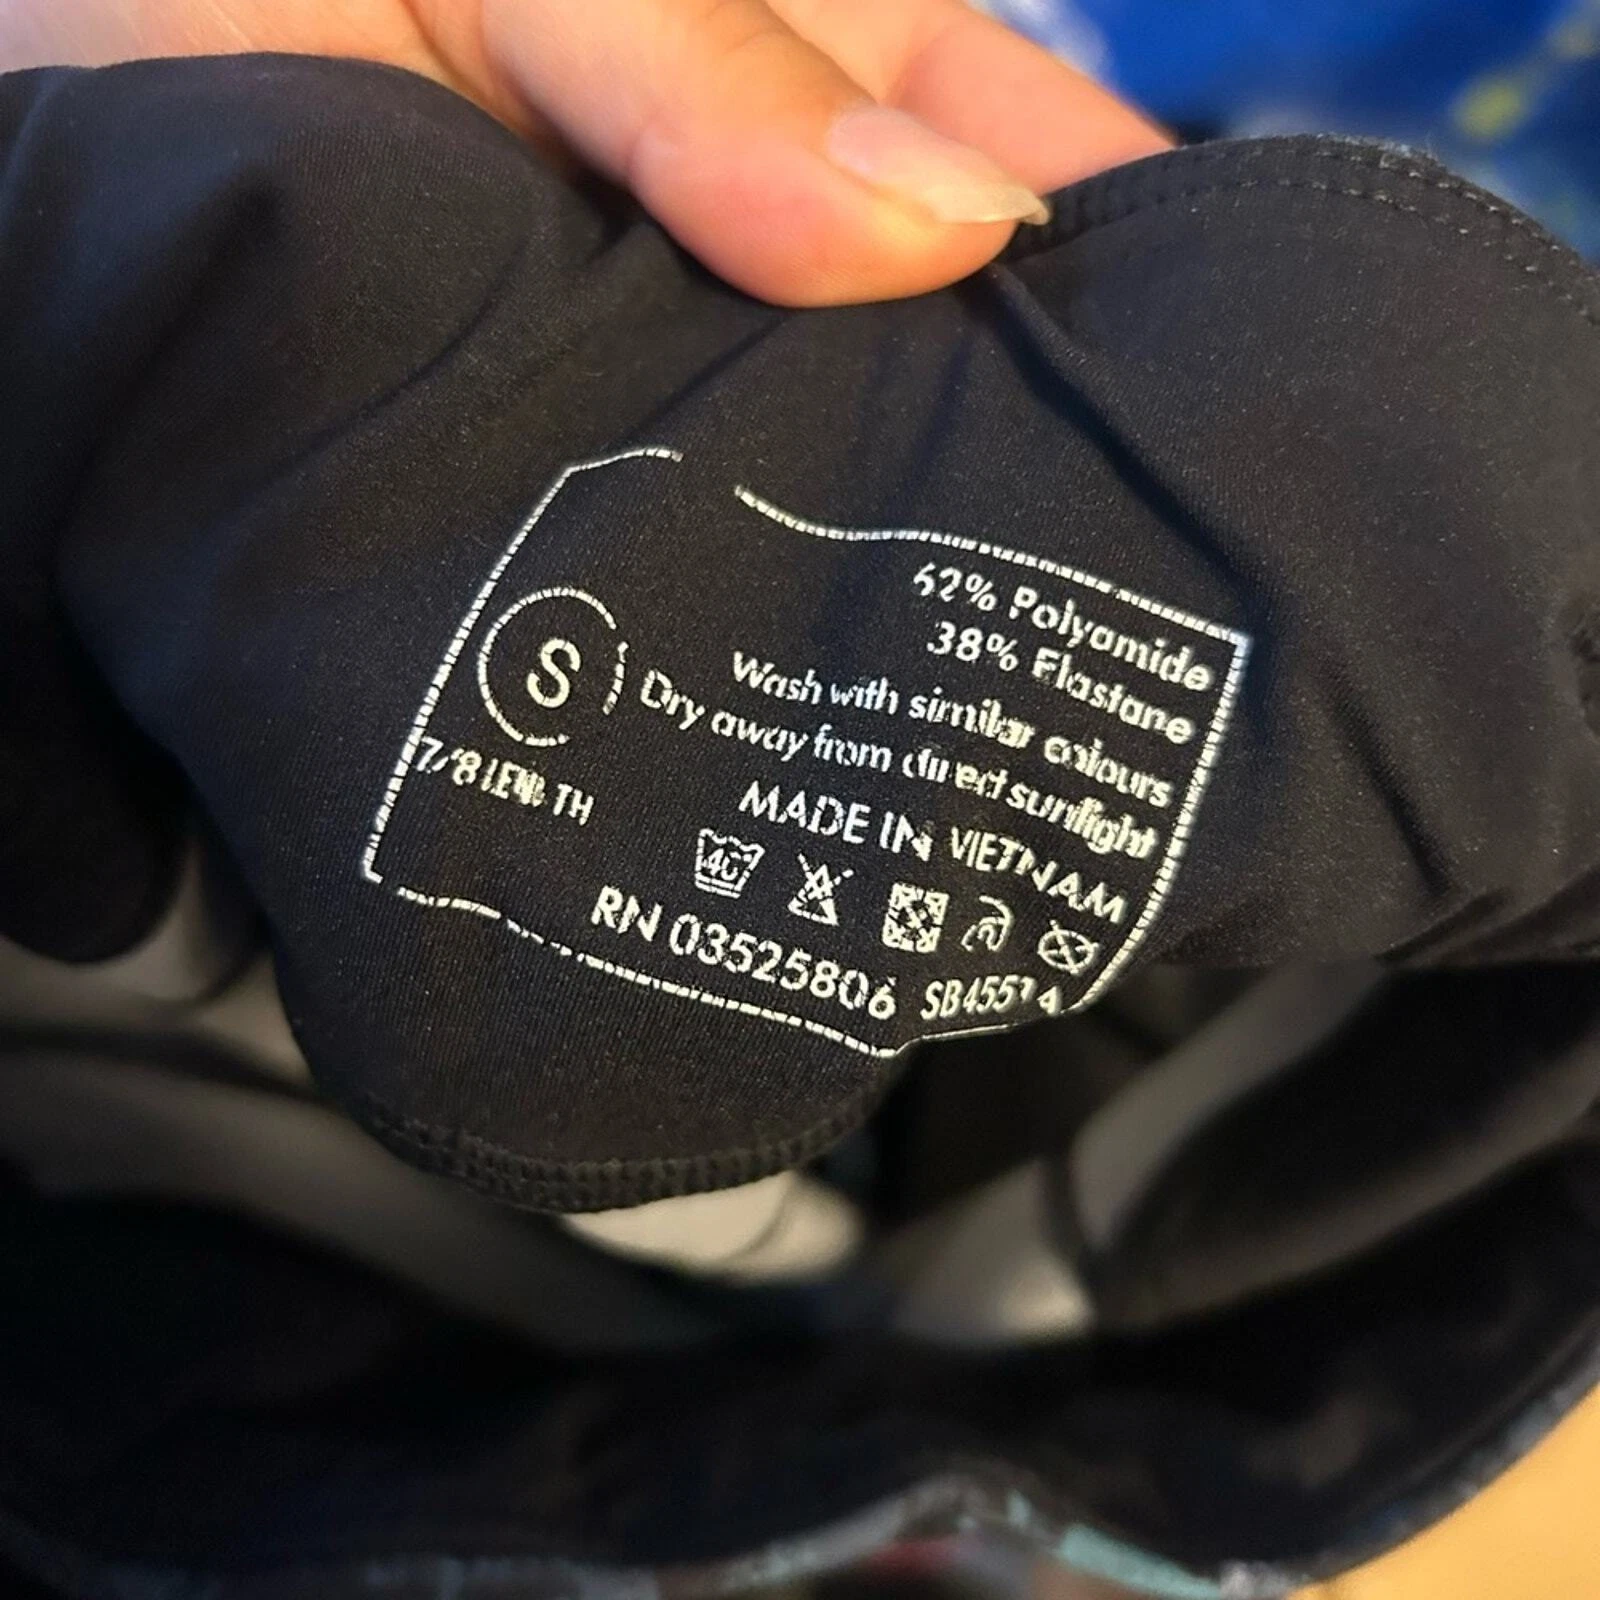 S
7/8 LENGTH
62% Polyamide
38% Elastane
Wash with similar colours
Dry away from direct sunlight
MADE IN VIETNAM
40°
RN 03525806